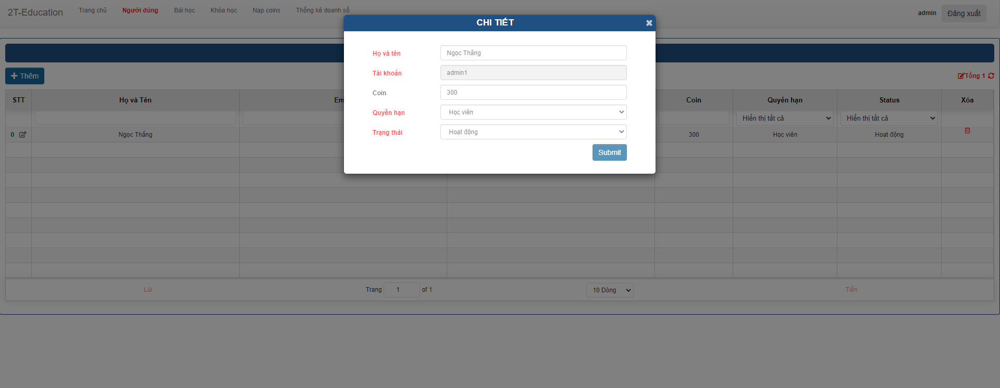 2T-Education Trang chủ Người dùng Bài học Khóa học Nạp coins Thống kê doanh số admin Đăng xuất
CHI TIẾT
Họ và tên Ngọc Thắng
Tài khoản admin1
Coin 300
Quyền hạn Học viên
Trạng thái Hoạt động
Submit
Thêm Tổng 1
STT Họ và Tên Em Coin Quyền hạn Status Xóa
Hiển thị tất cả Hiển thị tất cả
0 Ngọc Thắng 300 Học viên Hoạt động
Lùi Trang 1 of 1 10 Dòng Tiến